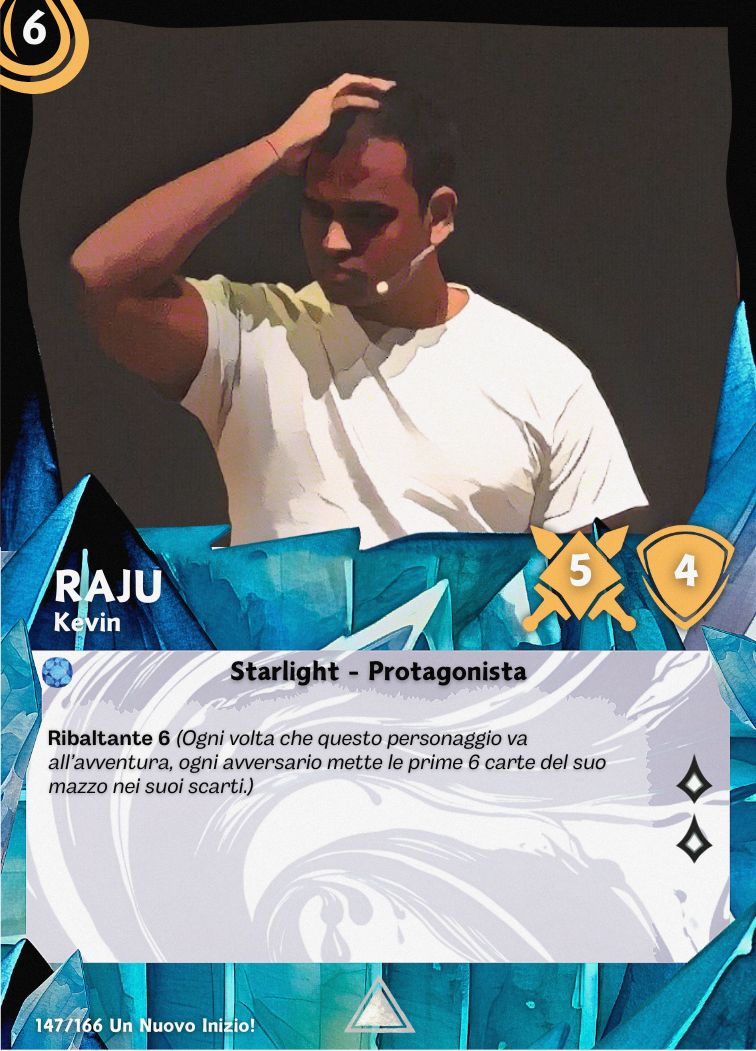 6
RAJU
Kevin
5
4
Starlight - Protagonista
Ribaltante 6 (Ogni volta che questo personaggio va
all'avventura, ogni avversario mette le prime 6 carte del suo
mazzo nei suoi scarti.)
147/166 Un Nuovo Inizio!